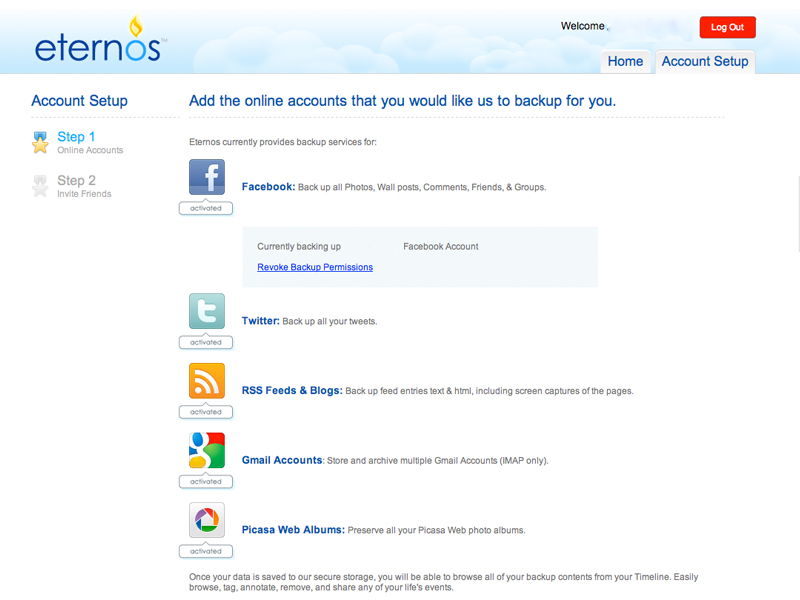 eternos™
Welcome
Log Out
Home
Account Setup
Account Setup
Step 1
Online Accounts
Step 2
Invite Friends
Add the online accounts that you would like us to backup for you.
Eternos currently provides backup services for:
activated
Facebook: Back up all Photos, Wall posts, Comments, Friends, & Groups.
Currently backing up Facebook Account
Revoke Backup Permissions
activated
Twitter: Back up all your tweets.
activated
RSS Feeds & Blogs: Back up feed entries text & html, including screen captures of the pages.
activated
Gmail Accounts: Store and archive multiple Gmail Accounts (IMAP only).
activated
Picasa Web Albums: Preserve all your Picasa Web photo albums.
activated
Once your data is saved to our secure storage, you will be able to browse all of your backup contents from your Timeline. Easily
browse, tag, annotate, remove, and share any of your life's events.